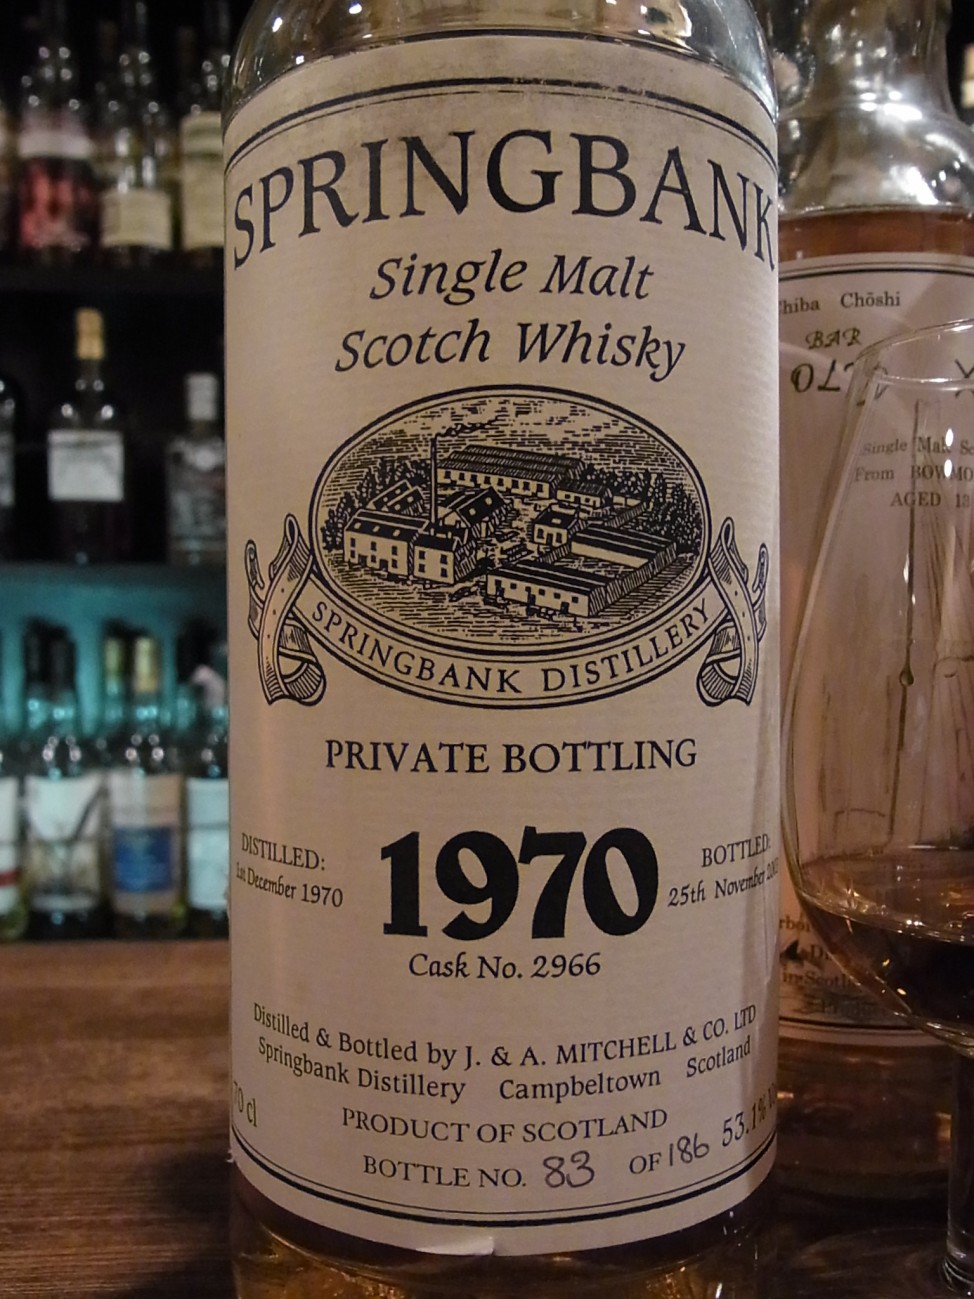 SPRINGBANK
Single Malt
Scotch Whisky
SPRINGBANK DISTILLERY
PRIVATE BOTTLING
DISTILLED:
1st December 1970
1970
BOTTLED:
25th November
Cask No. 2966
Distilled & Bottled by J. & A. MITCHELL & CO. LTD
Springbank Distillery Campbeltown Scotland
70 cl
PRODUCT OF SCOTLAND
53.1%
BOTTLE NO. 83 OF 186
Chōshi
BAR
Single Malt
From
AGED